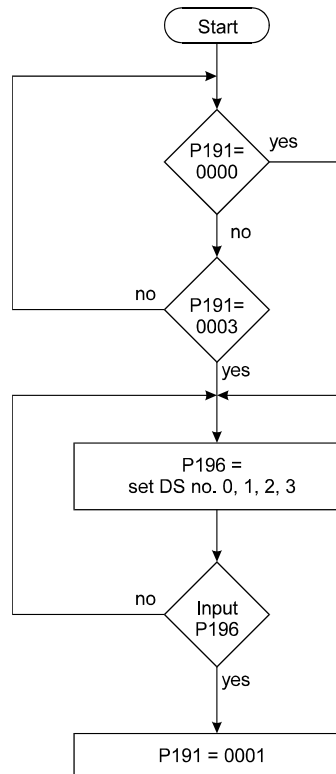 Start
P191=
0000
yes
no
P191=
0003
no
yes
P196 =
set DS no. 0, 1, 2, 3
Input
P196
no
yes
P191 = 0001